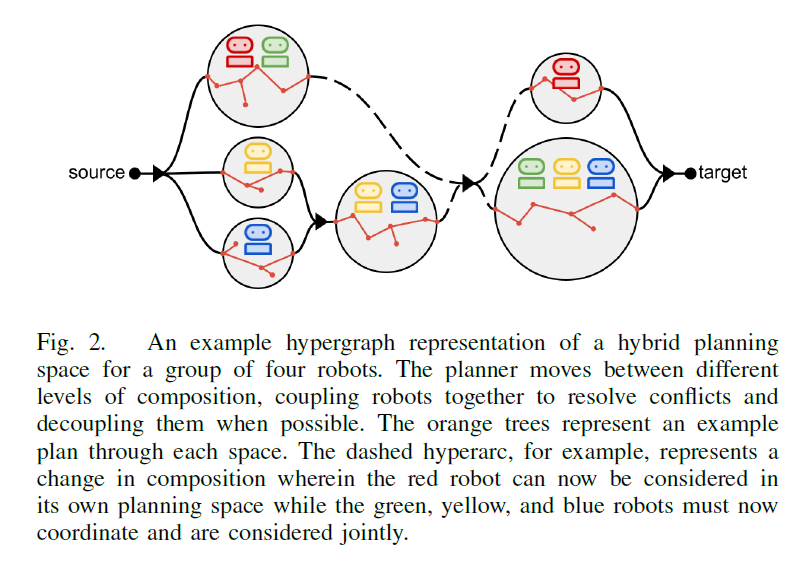 source
target
Fig. 2. An example hypergraph representation of a hybrid planning
space for a group of four robots. The planner moves between different
levels of composition, coupling robots together to resolve conflicts and
decoupling them when possible. The orange trees represent an example
plan through each space. The dashed hyperarc, for example, represents a
change in composition wherein the red robot can now be considered in
its own planning space while the green, yellow, and blue robots must now
coordinate and are considered jointly.